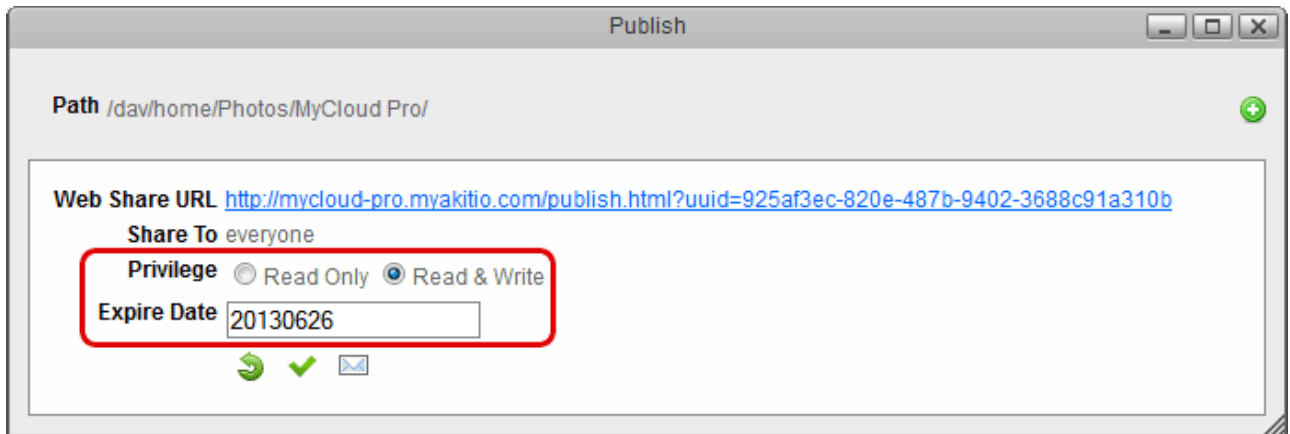 Publish
Path /dav/home/Photos/MyCloud Pro/
Web Share URL http://mycloud-pro.myakitio.com/publish.html?uuid=925af3ec-820e-487b-9402-3688c91a310b
Share To everyone
Privilege Read Only Read & Write
Expire Date 20130626